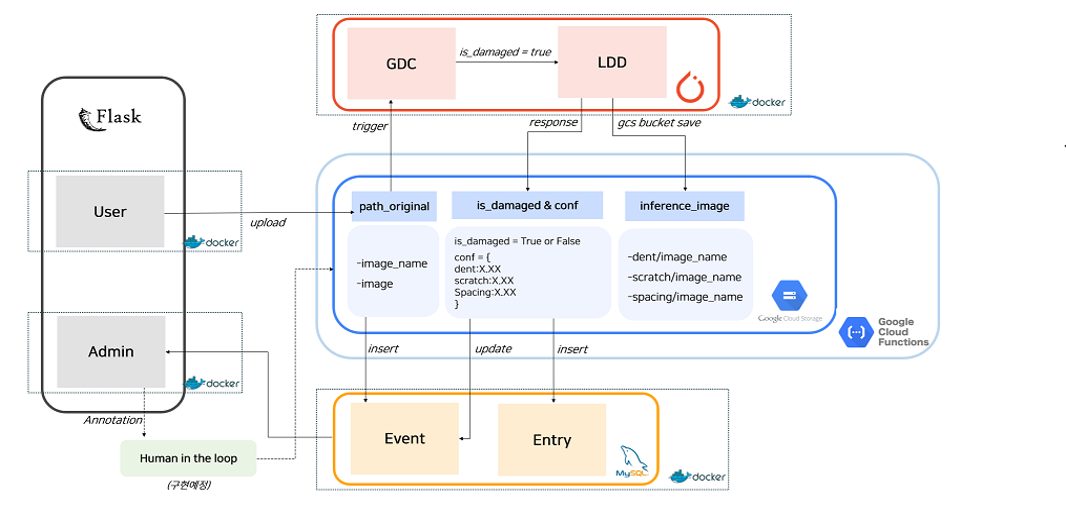 GDC
is_damaged = true
LDD
docker
Flask
trigger
response
gcs bucket save
User
docker
upload
path_original
is_damaged & conf
inference_image
-image_name
-image
is_damaged = True or False
conf = {
dent:X.XX
scratch:X.XX
Spacing:X.XX
}
-dent/image_name
-scratch/image_name
-spacing/image_name
Google Cloud Storage
Google
Cloud
Functions
Admin
docker
insert
update
insert
Annotation
Human in the loop
(구현예정)
Event
Entry
MySQL
docker